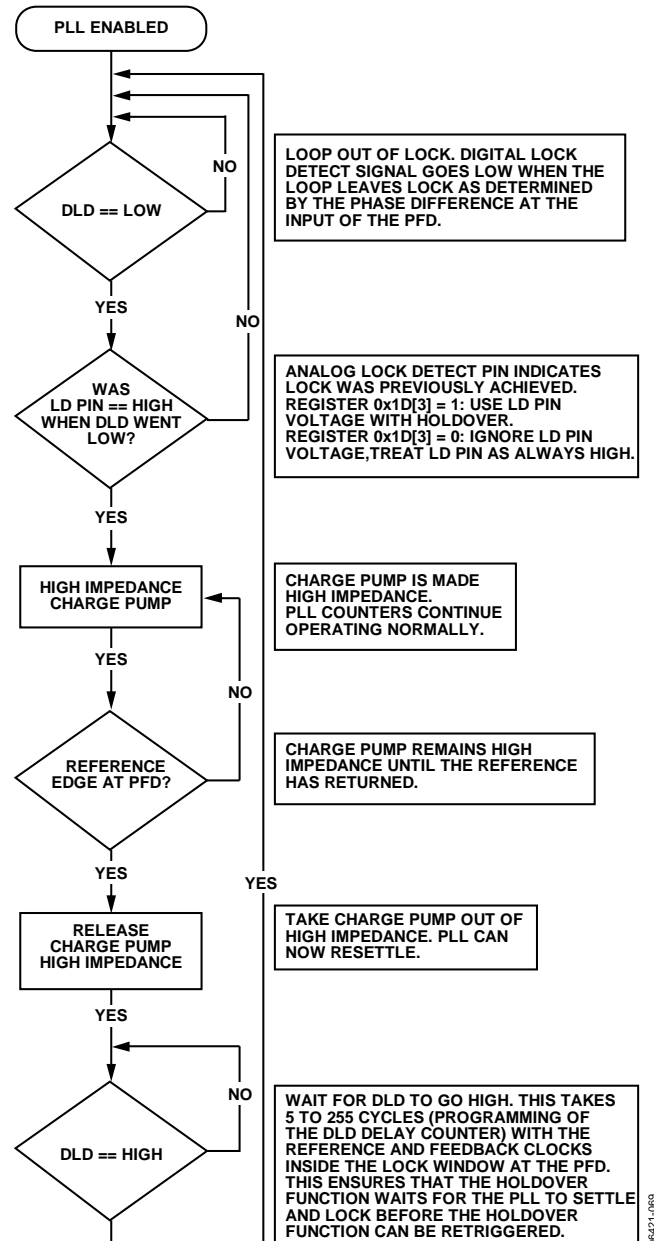 PLL ENABLED
NO
DLD == LOW
LOOP OUT OF LOCK. DIGITAL LOCK
DETECT SIGNAL GOES LOW WHEN THE
LOOP LEAVES LOCK AS DETERMINED
BY THE PHASE DIFFERENCE AT THE
INPUT OF THE PFD.
YES
NO
WAS
LD PIN == HIGH
WHEN DLD WENT
LOW?
ANALOG LOCK DETECT PIN INDICATES
LOCK WAS PREVIOUSLY ACHIEVED.
REGISTER 0x1D[3] = 1: USE LD PIN
VOLTAGE WITH HOLDOVER.
REGISTER 0x1D[3] = 0: IGNORE LD PIN
VOLTAGE,TREAT LD PIN AS ALWAYS HIGH.
YES
HIGH IMPEDANCE
CHARGE PUMP
CHARGE PUMP IS MADE
HIGH IMPEDANCE.
PLL COUNTERS CONTINUE
OPERATING NORMALLY.
YES
NO
REFERENCE
EDGE AT PFD?
CHARGE PUMP REMAINS HIGH
IMPEDANCE UNTIL THE REFERENCE
HAS RETURNED.
YES
YES
RELEASE
CHARGE PUMP
HIGH IMPEDANCE
TAKE CHARGE PUMP OUT OF
HIGH IMPEDANCE. PLL CAN
NOW RESETTLE.
YES
NO
DLD == HIGH
WAIT FOR DLD TO GO HIGH. THIS TAKES
5 TO 255 CYCLES (PROGRAMMING OF
THE DLD DELAY COUNTER) WITH THE
REFERENCE AND FEEDBACK CLOCKS
INSIDE THE LOCK WINDOW AT THE PFD.
THIS ENSURES THAT THE HOLDOVER
FUNCTION WAITS FOR THE PLL TO SETTLE
AND LOCK BEFORE THE HOLDOVER
FUNCTION CAN BE RETRIGGERED.